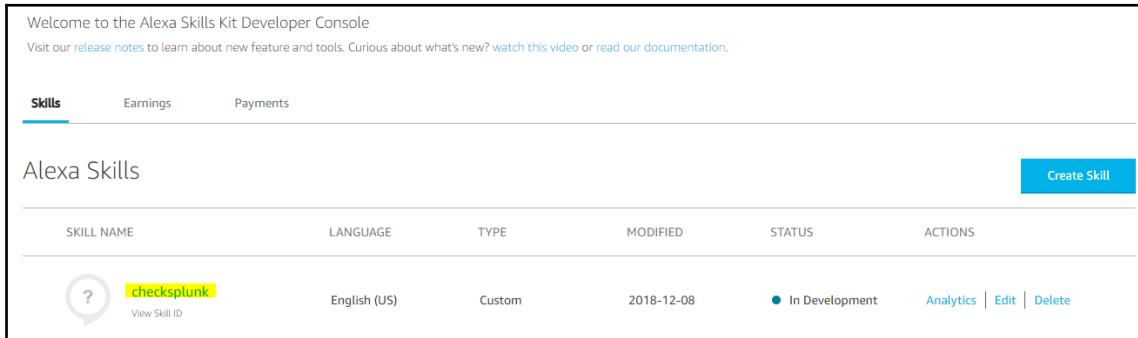 Welcome to the Alexa Skills Kit Developer Console
Visit our release notes to learn about new feature and tools. Curious about what's new? watch this video or read our documentation.
Skills Earnings Payments
Alexa Skills
Create Skill
SKILL NAME LANGUAGE TYPE MODIFIED STATUS ACTIONS
? checksplunk English (US) Custom 2018-12-08 In Development Analytics | Edit | Delete
View Skill ID